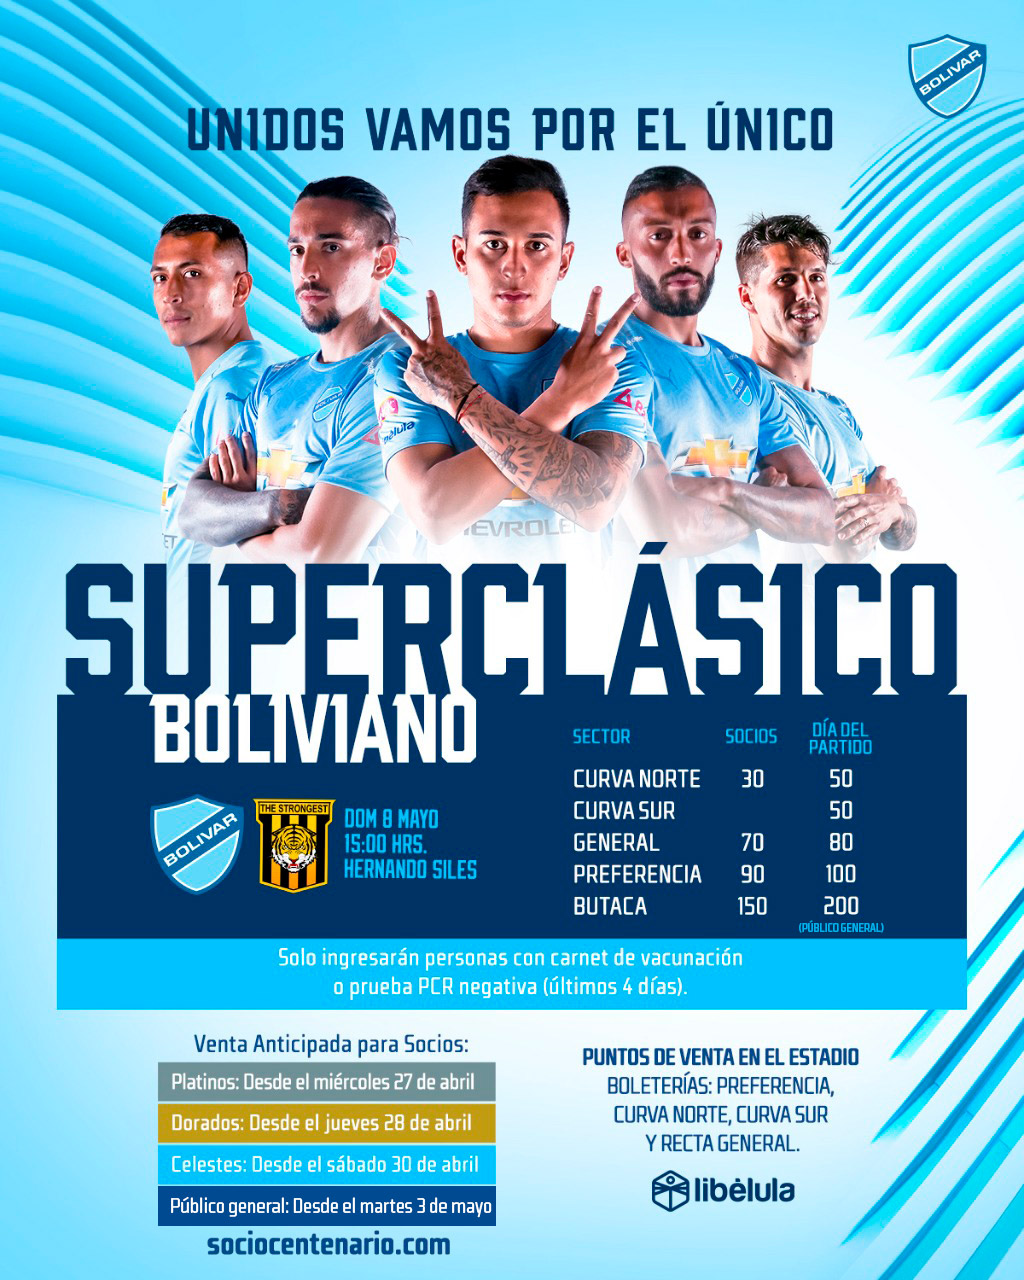 BOLIVAR
UNIDOS VAMOS POR EL ÚNICO
libélula
CHEVROLET
SUPERCLÁSICO
BOLIVIANO
BOLIVAR
THE STRONGEST
DOM 8 MAYO
15:00 HRS.
HERNANDO SILES
SECTOR SOCIOS DÍA DEL
PARTIDO
CURVA NORTE 30 50
CURVA SUR 50
GENERAL 70 80
PREFERENCIA 90 100
BUTACA 150 200
(PÚBLICO GENERAL)
Solo ingresarán personas con carnet de vacunación
o prueba PCR negativa (últimos 4 días).
Venta Anticipada para Socios:
Platinos: Desde el miércoles 27 de abril
Dorados: Desde el jueves 28 de abril
Celestes: Desde el sábado 30 de abril
Público general: Desde el martes 3 de mayo
sociocentenario.com
PUNTOS DE VENTA EN EL ESTADIO
BOLETERÍAS: PREFERENCIA,
CURVA NORTE, CURVA SUR
Y RECTA GENERAL.
libélula